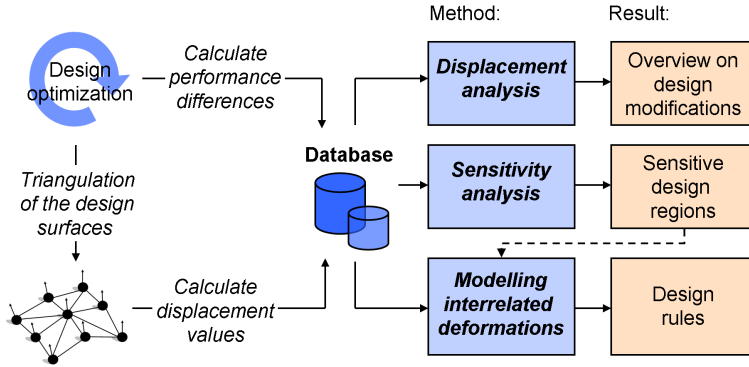 Method:
Result:
Design
optimization
Calculate
performance
differences
Displacement
analysis
Overview on
design
modifications
Database
Triangulation
of the design
surfaces
Sensitivity
analysis
Sensitive
design
regions
Calculate
displacement
values
Modelling
interrelated
deformations
Design
rules